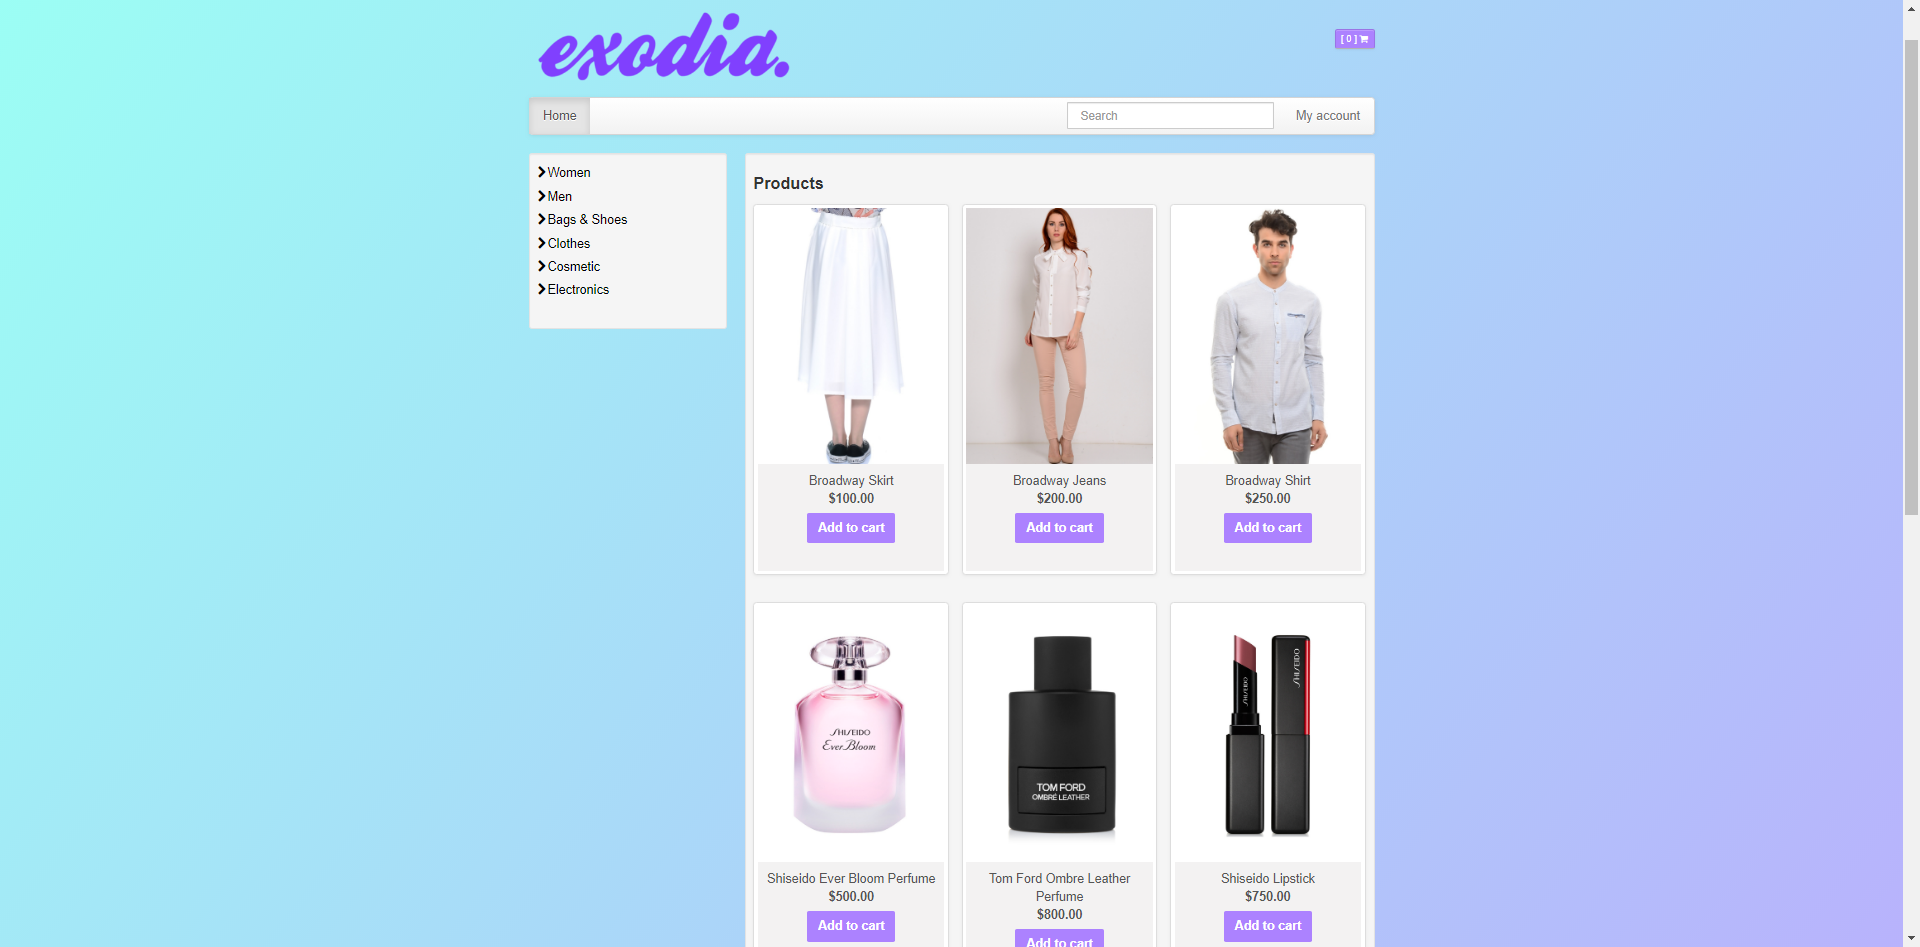 exodia.
[ 0 ]
Home
Search
My account
Women
Men
Bags & Shoes
Clothes
Cosmetic
Electronics
Products
Broadway Skirt
$100.00
Add to cart
Broadway Jeans
$200.00
Add to cart
Broadway Shirt
$250.00
Add to cart
SHISEIDO
Ever Bloom
Shiseido Ever Bloom Perfume
$500.00
Add to cart
TOM FORD
OMBRÉ LEATHER
Tom Ford Ombre Leather
Perfume
$800.00
Add to cart
SHISEIDO
SHISEIDO
Shiseido Lipstick
$750.00
Add to cart